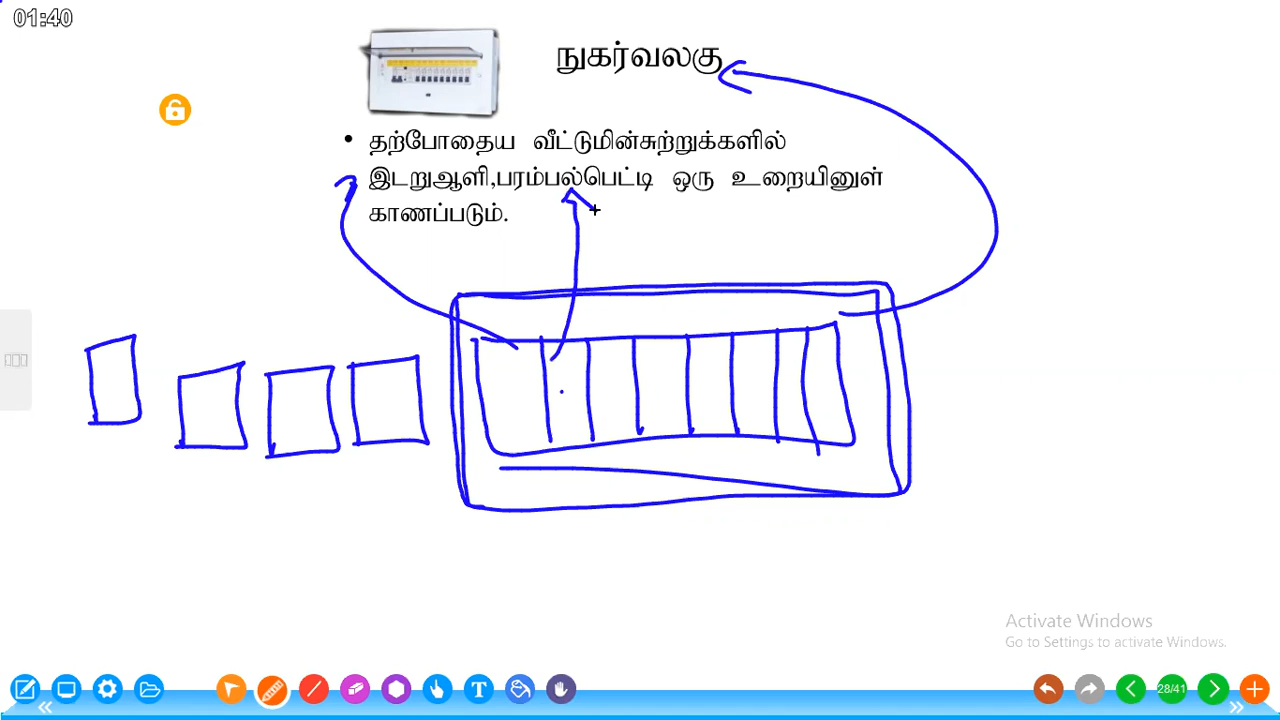 01:40
நுகர்வலகு
• தற்போதைய வீட்டுமின்சுற்றுக்களில்
இடறுஆளி,பரம்பல்பெட்டி ஒரு உறையினுள்
காணப்படும்.
Activate Windows
Go to Settings to activate Windows.
28/41